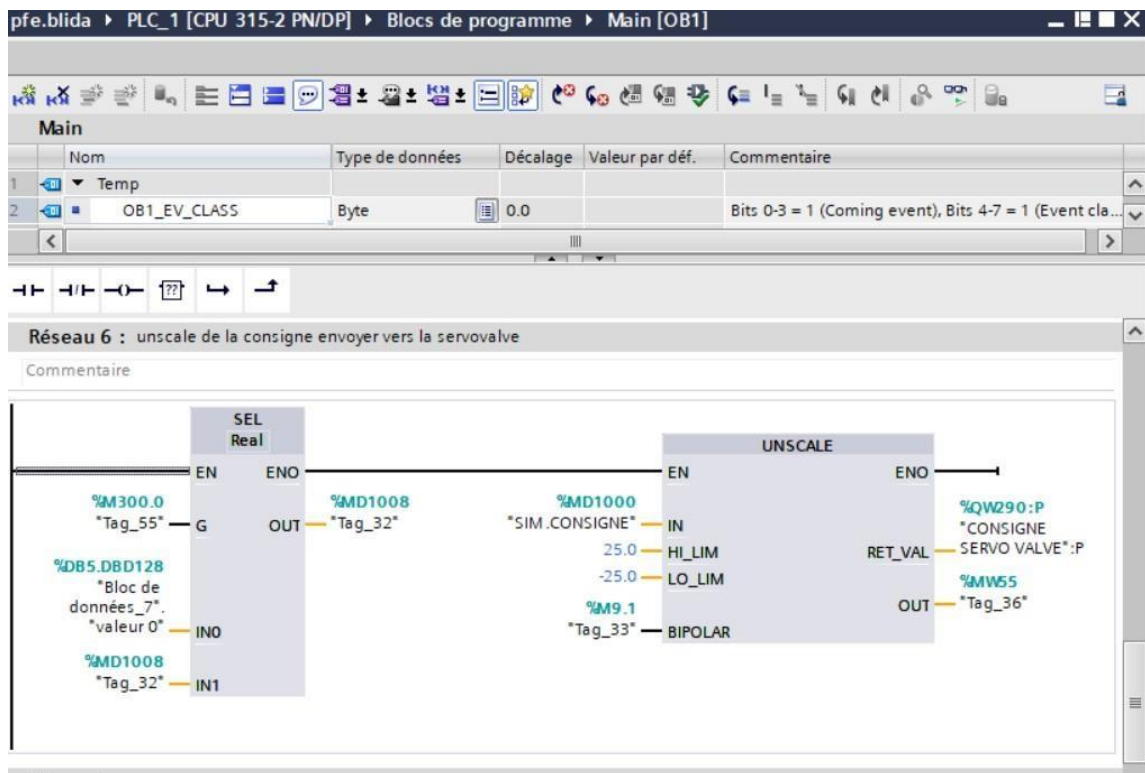 pfe.blida ▸ PLC_1 [CPU 315-2 PN/DP] ▸ Blocs de programme ▸ Main [OB1]
Main
Nom Type de données Décalage Valeur par déf. Commentaire
1 Temp
2 OB1_EV_CLASS Byte 0.0 Bits 0-3 = 1 (Coming event), Bits 4-7 = 1 (Event cla...
??
Réseau 6 : unscale de la consigne envoyer vers la servovalve
Commentaire
SEL
Real
EN ENO
%M300.0
"Tag_55" G
OUT %MD1008
"Tag_32"
%DB5.DBD128
"Bloc de
données_7".
"valeur 0" IN0
%MD1008
"Tag_32" IN1
UNSCALE
EN ENO
%MD1000
"SIM.CONSIGNE" IN
25.0 HI_LIM
-25.0 LO_LIM
%M9.1
"Tag_33" BIPOLAR
%QW290:P
"CONSIGNE
RET_VAL SERVO VALVE":P
%MW55
OUT "Tag_36"